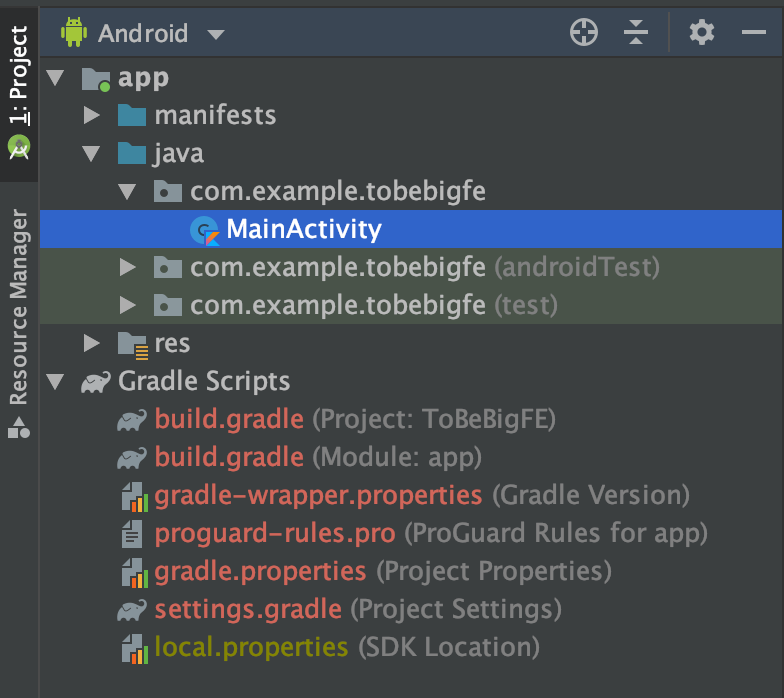 Android
1: Project
Resource Manager
app
manifests
java
com.example.tobebigfe
MainActivity
com.example.tobebigfe (androidTest)
com.example.tobebigfe (test)
res
Gradle Scripts
build.gradle (Project: ToBeBigFE)
build.gradle (Module: app)
gradle-wrapper.properties (Gradle Version)
proguard-rules.pro (ProGuard Rules for app)
gradle.properties (Project Properties)
settings.gradle (Project Settings)
local.properties (SDK Location)